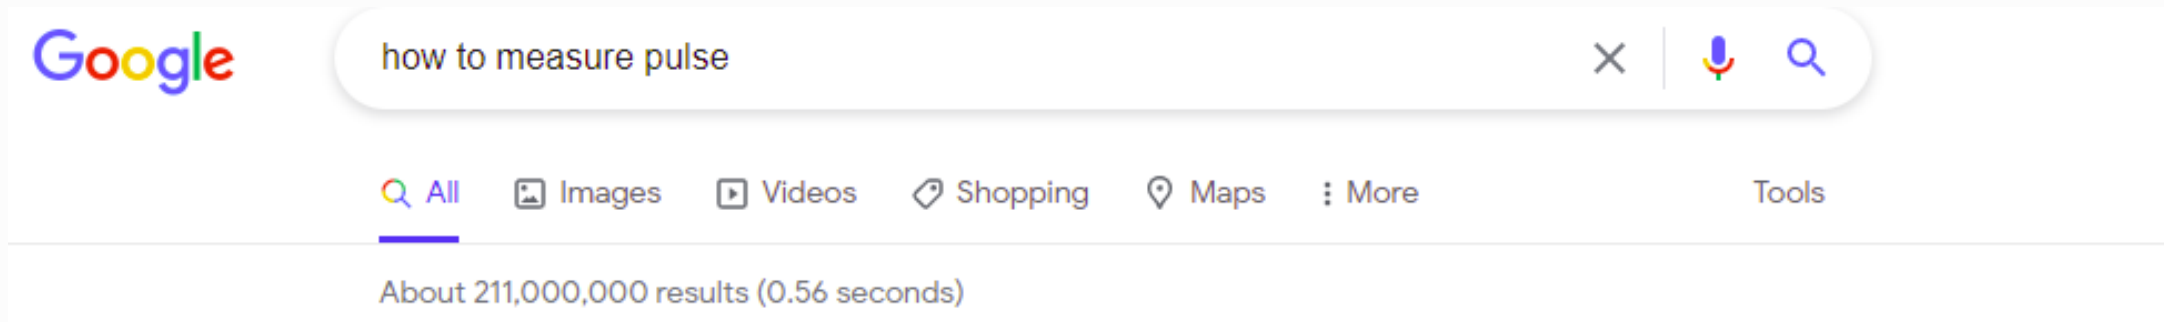 Google how to measure pulse
All Images Videos Shopping Maps More Tools
About 211,000,000 results (0.56 seconds)